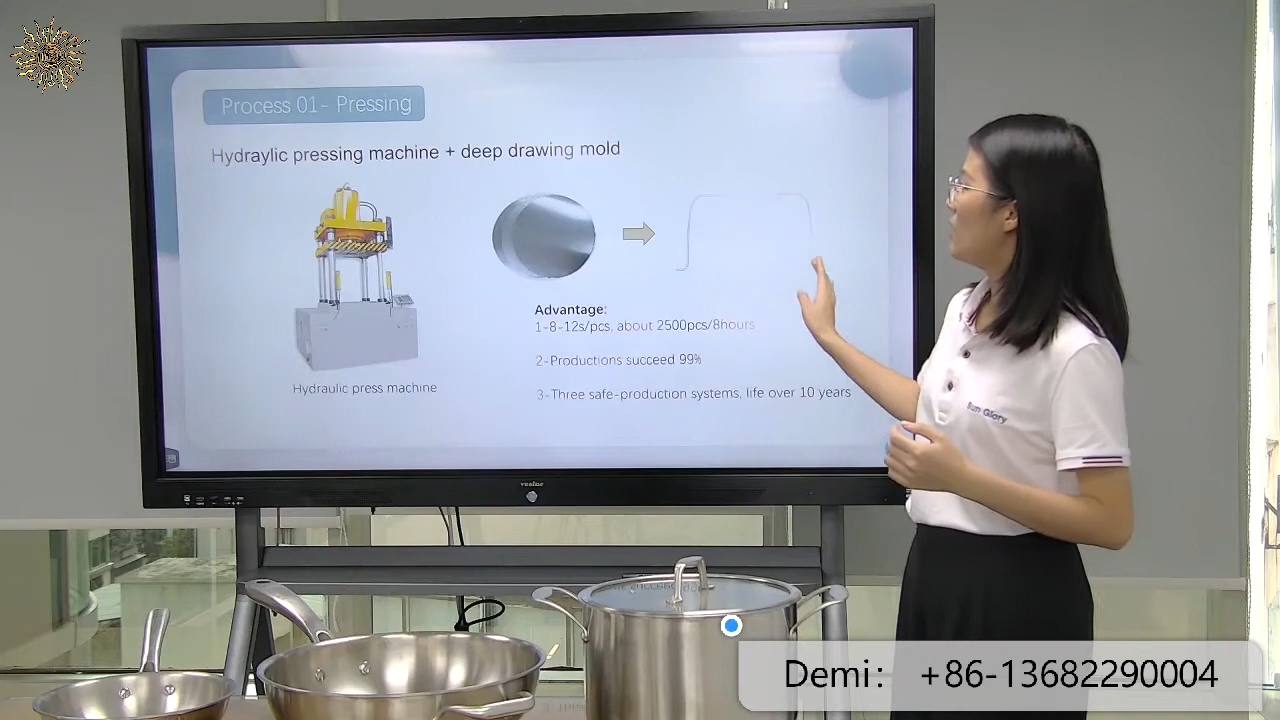 Process 01- Pressing
Hydraylic pressing machine + deep drawing mold
Advantage:
1-8-12s/pcs, about 2500pcs/8hours
2-Productions succeed 99%
3-Three safe-production systems, life over 10 years
Hydraulic press machine
Sun Glory
Demi: +86-13682290004